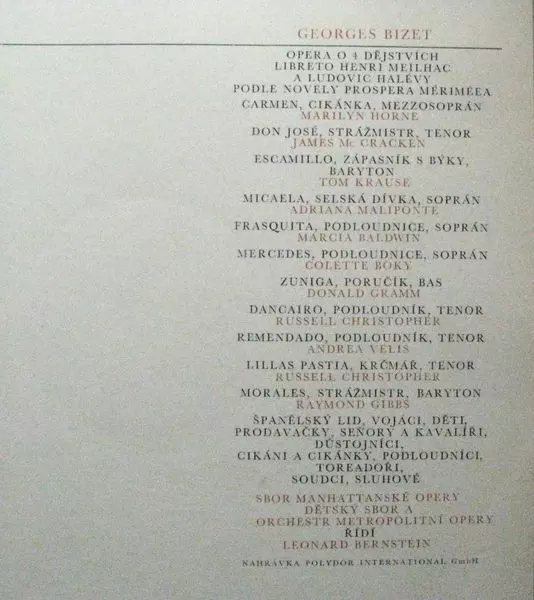 GEORGES BIZET
OPERA O 4 DĚJSTVÍCH
LIBRETO HENRI MEILHAC
A LUDOVIC HALÉVY
PODLE NOVELY PROSPERA MÉRIMÉEA
CARMEN, CIKÁNKA, MEZZOSOPRÁN
MARILYN HORNE
DON JOSÉ, STRÁŽMISTR, TENOR
JAMES Mc CRACKEN
ESCAMILLO, ZÁPASNÍK S BÝKY,
BARYTON
TOM KRAUSE
MICAELA, SELSKÁ DÍVKA, SOPRÁN
ADRIANA MALIPONTE
FRASQUITA, PODLOUDNICE, SOPRÁN
MARCIA BALDWIN
MERCEDES, PODLOUDNICE, SOPRÁN
COLETTE BOKY
ZUNIGA, PORUČÍK, BAS
DONALD GRAMM
DANCAIRO, PODLOUDNÍK, TENOR
RUSSELL CHRISTOPHER
REMENDADO, PODLOUDNÍK, TENOR
ANDREA VELIS
LILLAS PASTIA, KRČMÁŘ, TENOR
RUSSELL CHRISTOPHER
MORALES, STRÁŽMISTR, BARYTON
RAYMOND GIBBS
ŠPANĚLSKÝ LID, VOJÁCI, DĚTI,
PRODAVAČKY, SEŇORY A KAVALÍŘI,
DŮSTOJNÍCI,
CIKÁNI A CIKÁNKY, PODLOUDNÍCI,
TOREADOŘI,
SOUDCI, SLUHOVÉ
SBOR MANHATTANSKÉ OPERY
DĚTSKÝ SBOR A
ORCHESTR METROPOLITNÍ OPERY
ŘÍDÍ
LEONARD BERNSTEIN
NAHRÁVKA POLYDOR INTERNATIONAL GmbH